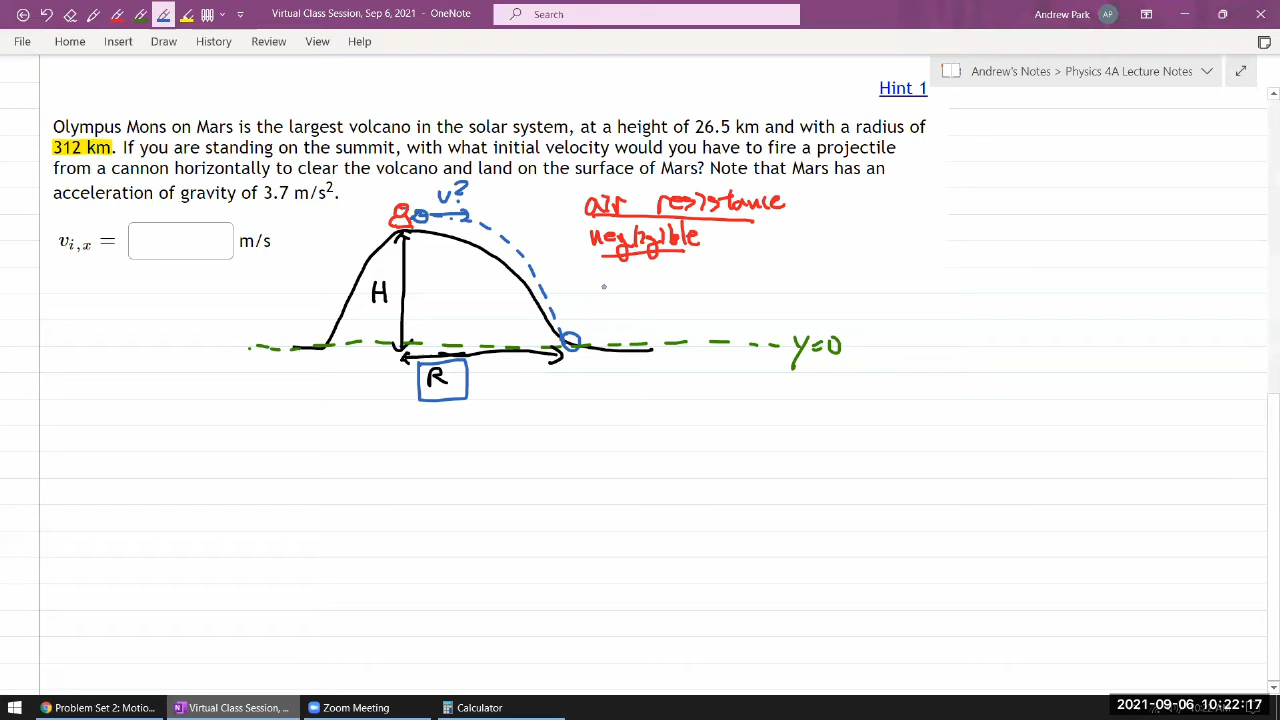 Virtual Class Session, Sep 6, 2021 - OneNote
Search
Andrew Park
AP
File Home Insert Draw History Review View Help
Andrew's Notes > Physics 4A Lecture Notes
Hint 1
Olympus Mons on Mars is the largest volcano in the solar system, at a height of 26.5 km and with a radius of
312 km. If you are standing on the summit, with what initial velocity would you have to fire a projectile
from a cannon horizontally to clear the volcano and land on the surface of Mars? Note that Mars has an
acceleration of gravity of 3.7 m/s².
v?
air resistance
negligible
vi,x = m/s
H
y=0
R
Problem Set 2: Motio...
Virtual Class Session,...
Zoom Meeting
Calculator
2021-09-06 10:22:17